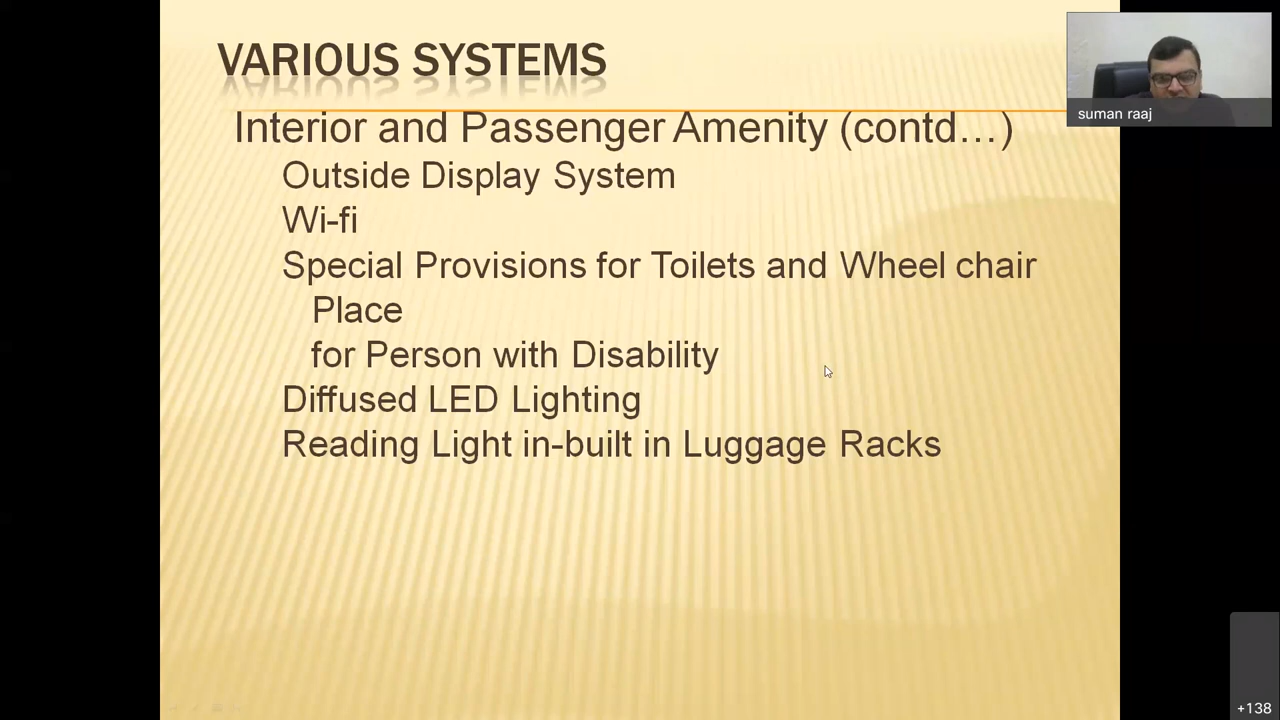 VARIOUS SYSTEMS
suman raaj
Interior and Passenger Amenity (contd...)
Outside Display System
Wi-fi
Special Provisions for Toilets and Wheel chair
Place
for Person with Disability
Diffused LED Lighting
Reading Light in-built in Luggage Racks
+138